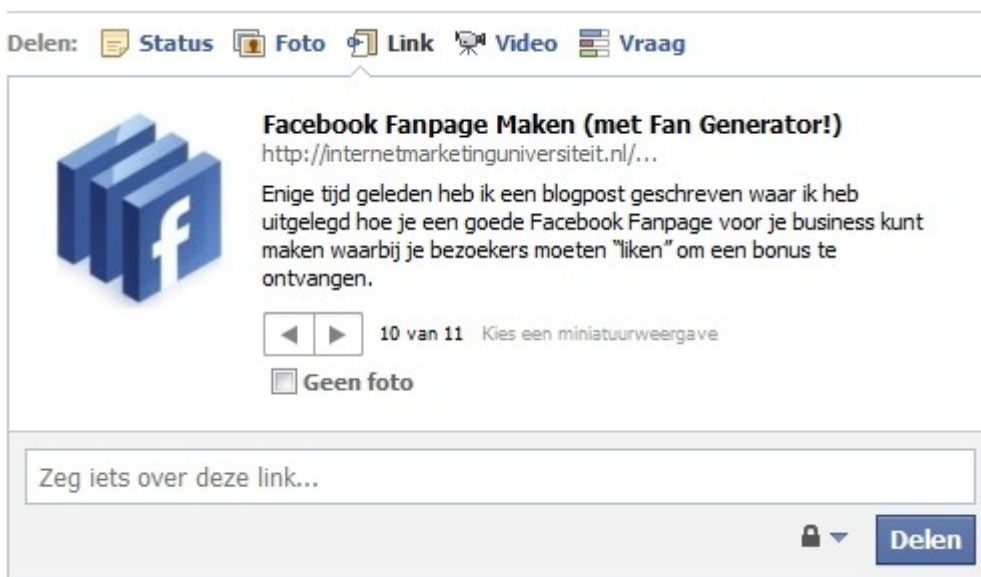 Delen: Status Foto Link Video Vraag
Facebook Fanpage Maken (met Fan Generator!)
http://internetmarketinguniversiteit.nl/...
Enige tijd geleden heb ik een blogpost geschreven waar ik heb
uitgelegd hoe je een goede Facebook Fanpage voor je business kunt
maken waarbij je bezoekers moeten “liken” om een bonus te
ontvangen.
10 van 11 Kies een miniatuurweergave
Geen foto
Zeg iets over deze link...
Delen